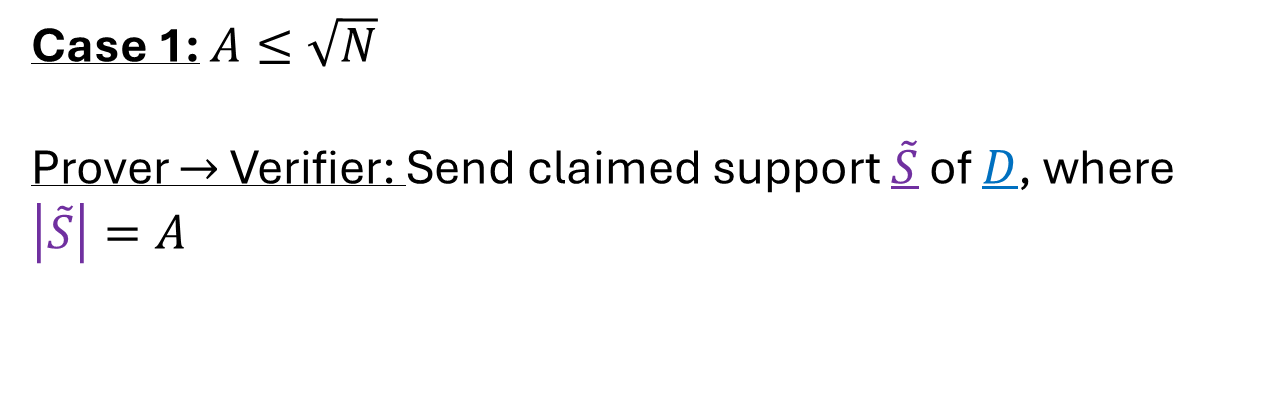 Case 1: A ≤ √N
Prover → Verifier: Send claimed support S̃ of D, where
|S̃| = A